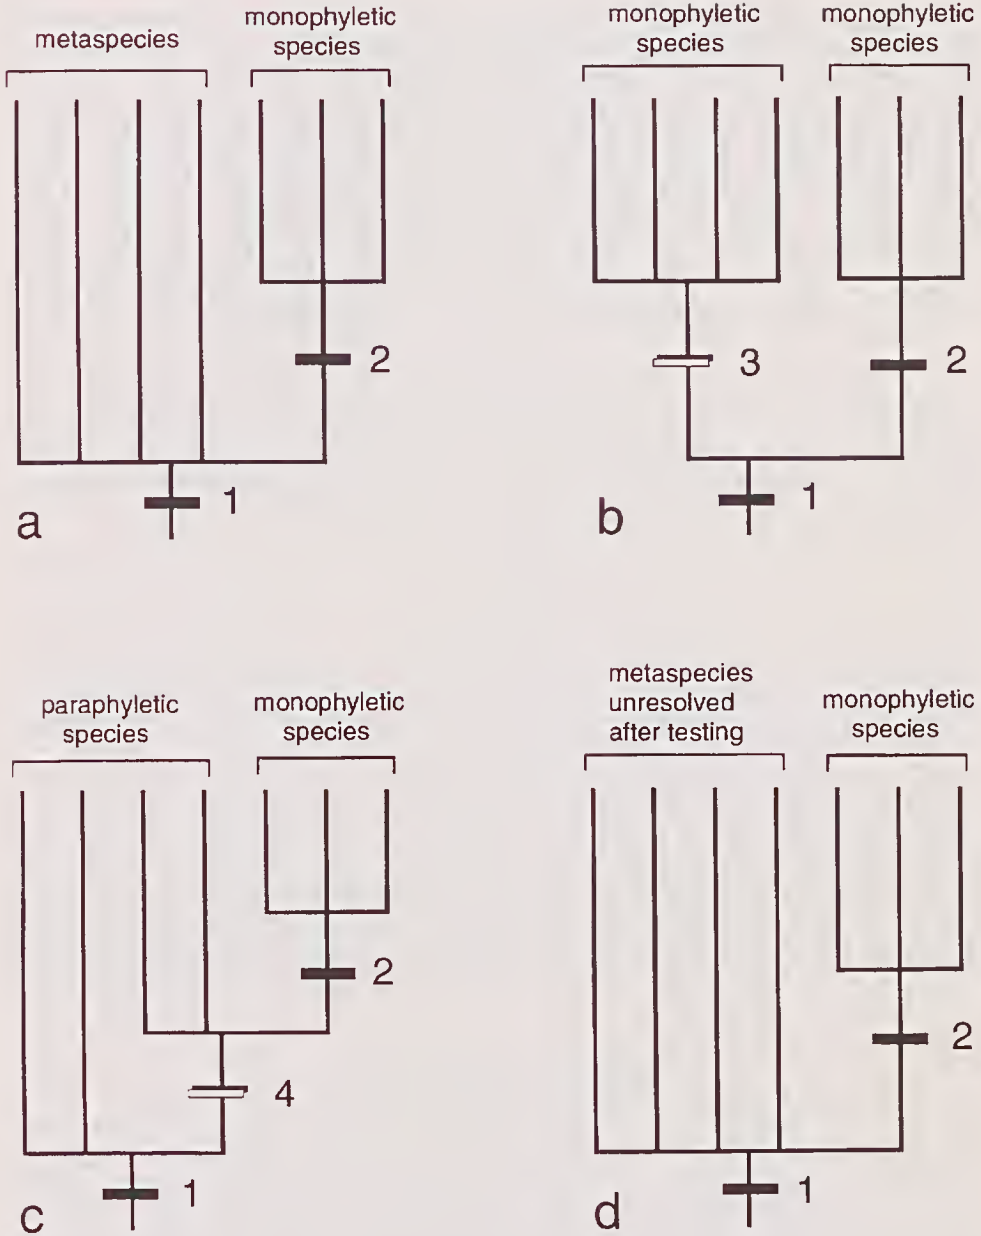 metaspecies
monophyletic
species
2
1
a
monophyletic
species
monophyletic
species
3
2
1
b
paraphyletic
species
monophyletic
species
2
4
1
c
metaspecies
unresolved
after testing
monophyletic
species
2
1
d